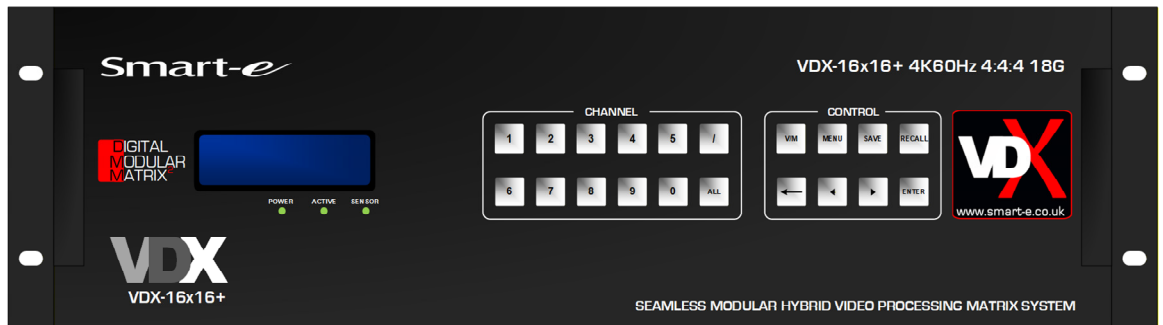 Smart-e
VDX-16x16+ 4K60Hz 4:4:4 18G
DIGITAL
MODULAR
MATRIX²
POWER ACTIVE SENSOR
VDX
VDX-16x16+
CHANNEL
1 2 3 4 5 /
6 7 8 9 0 ALL
CONTROL
V/M MENU SAVE RECALL
ENTER
VDX
www.smart-e.co.uk
SEAMLESS MODULAR HYBRID VIDEO PROCESSING MATRIX SYSTEM